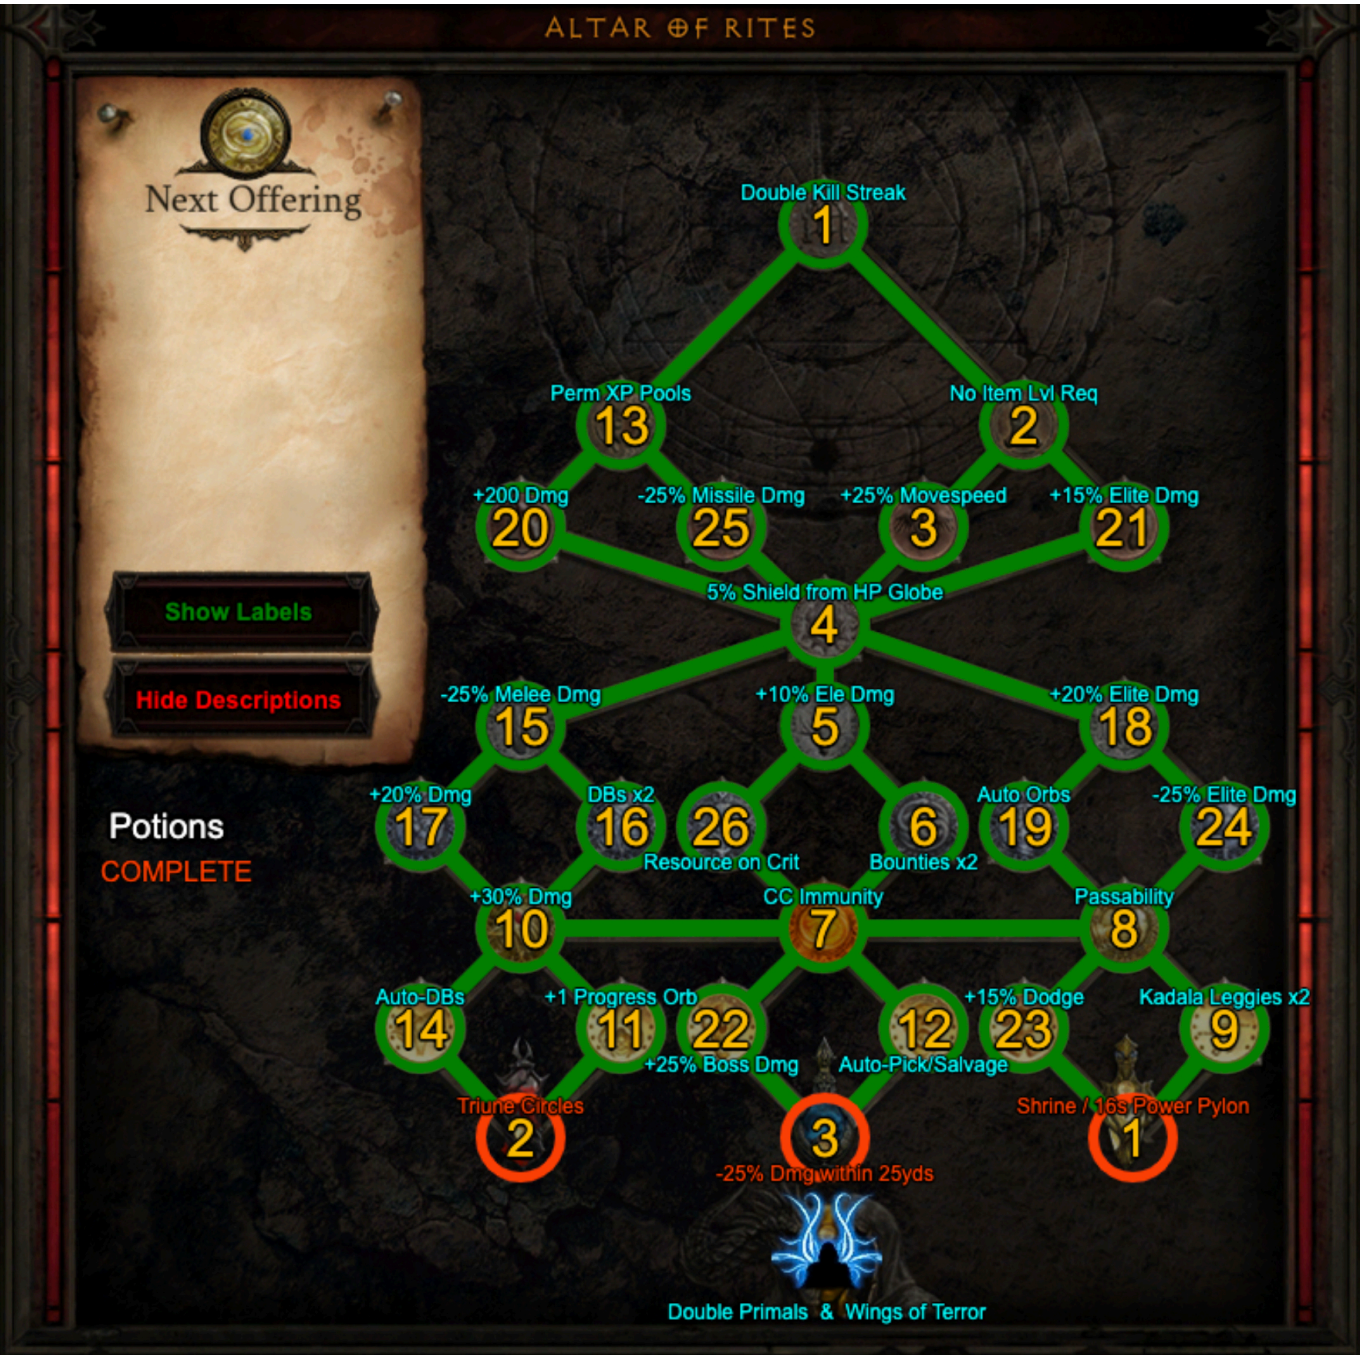 ALTAR OF RITES
Next Offering
Show Labels
Hide Descriptions
Potions
COMPLETE
Double Kill Streak
1
Perm XP Pools
No Item Lvl Req
13
2
+200 Dmg
-25% Missile Dmg
+25% Movespeed
+15% Elite Dmg
20
25
3
21
5% Shield from HP Globe
4
-25% Melee Dmg
+10% Ele Dmg
+20% Elite Dmg
15
5
18
+20% Dmg
DBs x2
Auto Orbs
-25% Elite Dmg
17
16
26
6
19
24
Resource on Crit
Bounties x2
+30% Dmg
CC Immunity
Passability
10
7
8
Auto-DBs
+1 Progress Orb
+15% Dodge
Kadala Leggies x2
14
11
22
12
23
9
+25% Boss Dmg
Auto-Pick/Salvage
Triune Circles
Shrine / 16s Power Pylon
2
3
1
-25% Dmg within 25yds
Double Primals & Wings of Terror